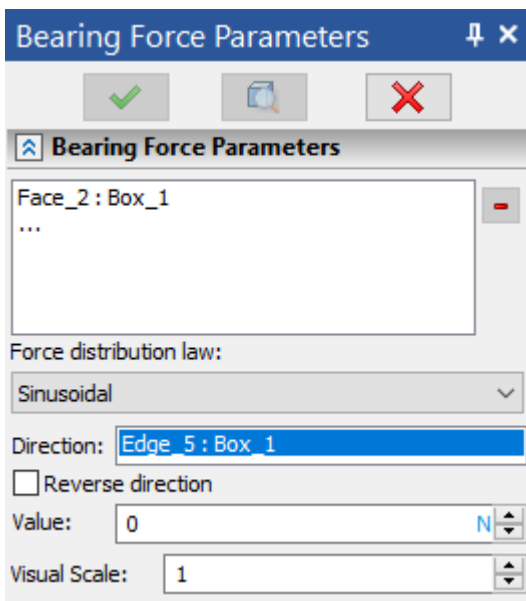 Bearing Force Parameters
Bearing Force Parameters
Face_2 : Box_1
...
Force distribution law:
Sinusoidal
Direction: Edge_5 : Box_1
Reverse direction
Value: 0 N
Visual Scale: 1